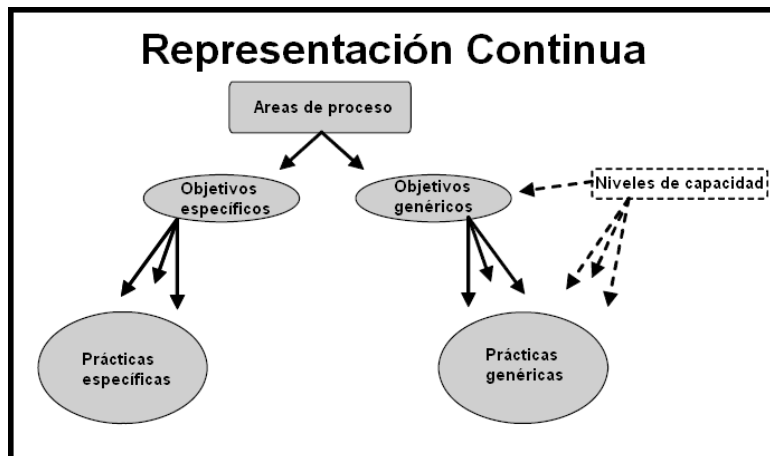 Representación Continua
Areas de proceso
Objetivos
específicos
Objetivos
genéricos
Niveles de capacidad
Prácticas
específicas
Prácticas
genéricas